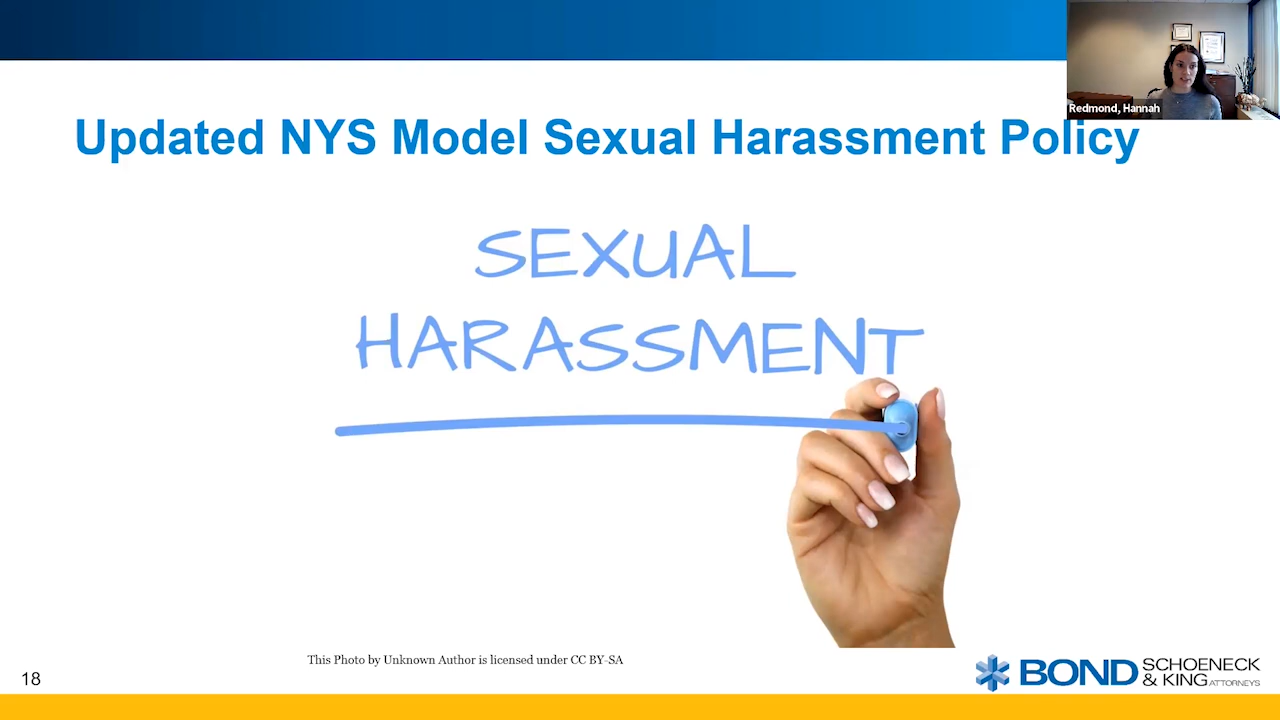 Redmond, Hannah
Updated NYS Model Sexual Harassment Policy
SEXUAL
HARASSMENT
This Photo by Unknown Author is licensed under CC BY-SA
18
BOND SCHOENECK
& KING ATTORNEYS